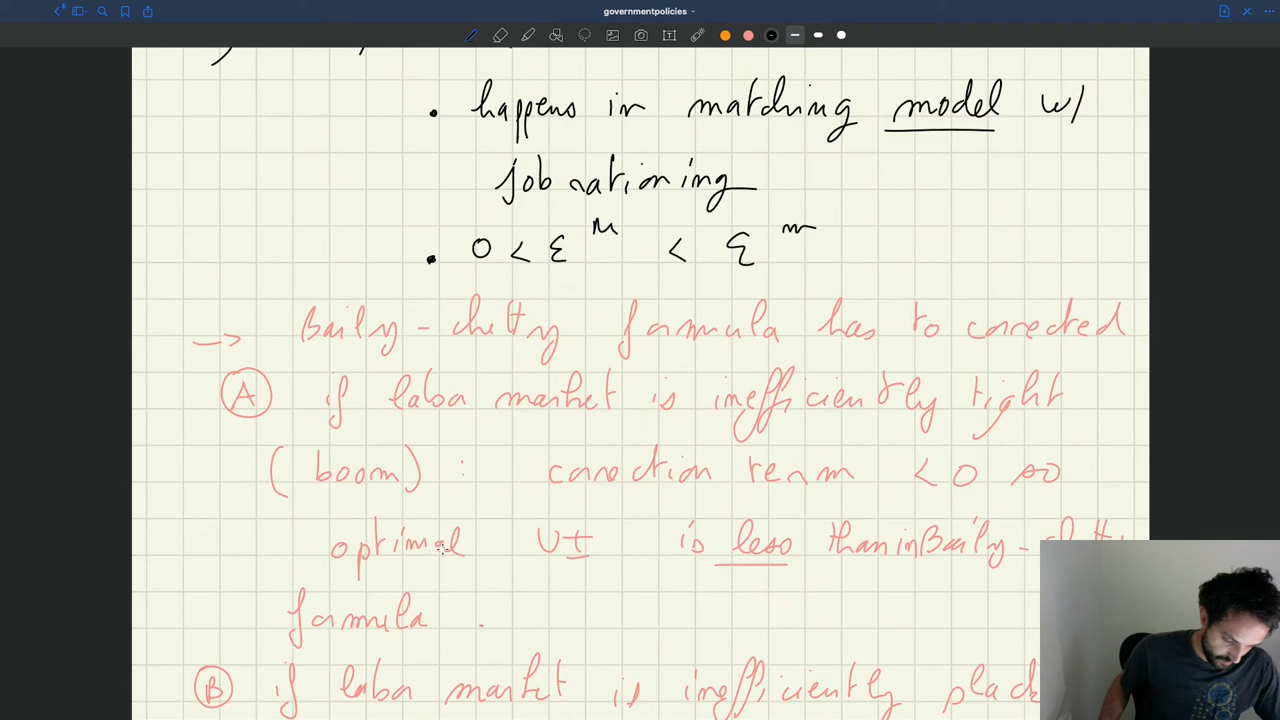 governmentpolicies
• happens in matching model w/
job rationing
• 0 < ε^M < ε^m
→ Baily-chetty formula has to corrected
Ⓐ if labor market is inefficiently tight
(boom) : correction term < 0 so
optimal UI is less than in Baily-
formula.
Ⓑ if labor market is inefficiently slack